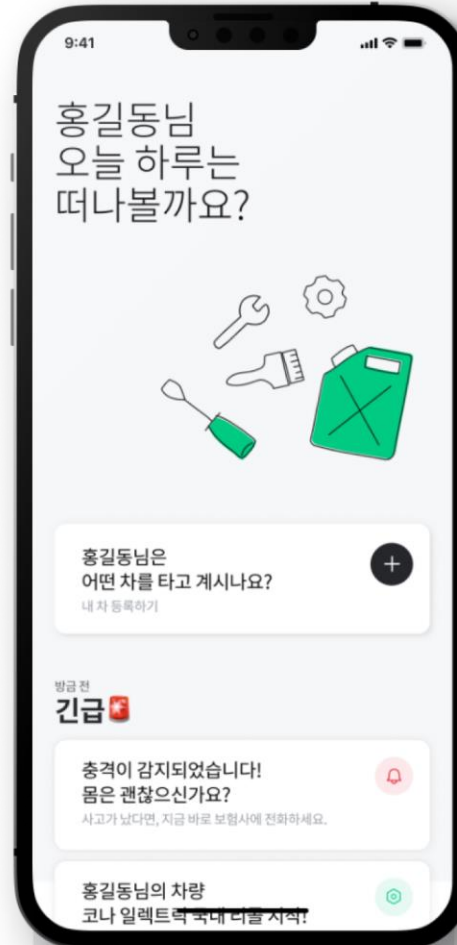 9:41
홍길동님
오늘 하루는
떠나볼까요?
홍길동님은
어떤 차를 타고 계시나요?
내 차 등록하기
방금 전
긴급
충격이 감지되었습니다!
몸은 괜찮으신가요?
사고가 났다면, 지금 바로 보험사에 전화하세요.
홍길동님의 차량
코나 일렉트릭 국내 리콜 시작!